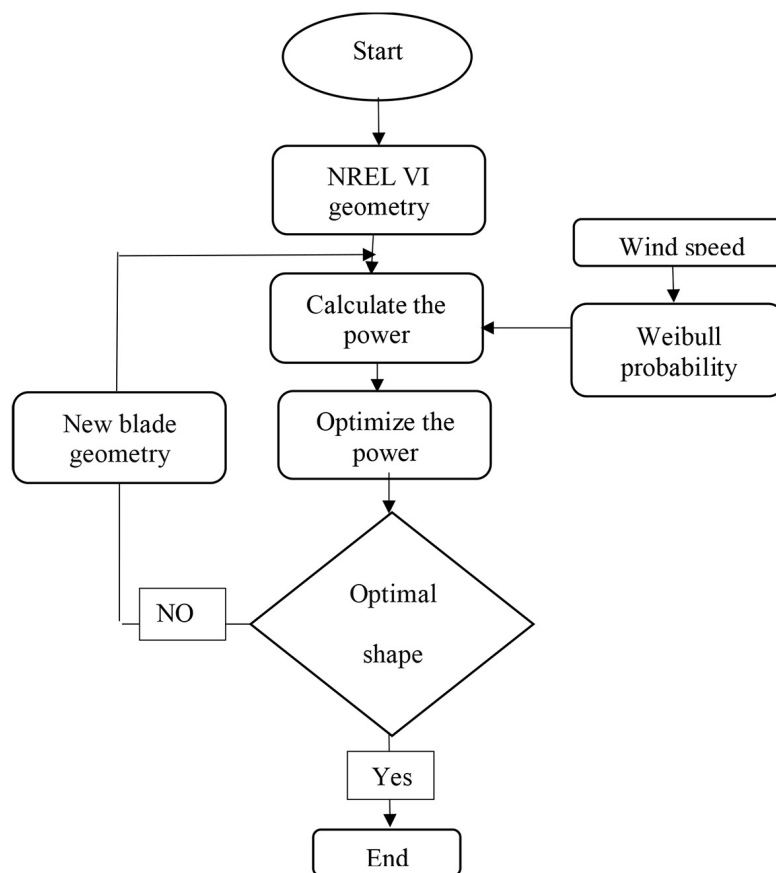 Start
NREL VI
geometry
Wind speed
Calculate the
power
Weibull
probability
New blade
geometry
Optimize the
power
NO
Optimal
shape
Yes
End